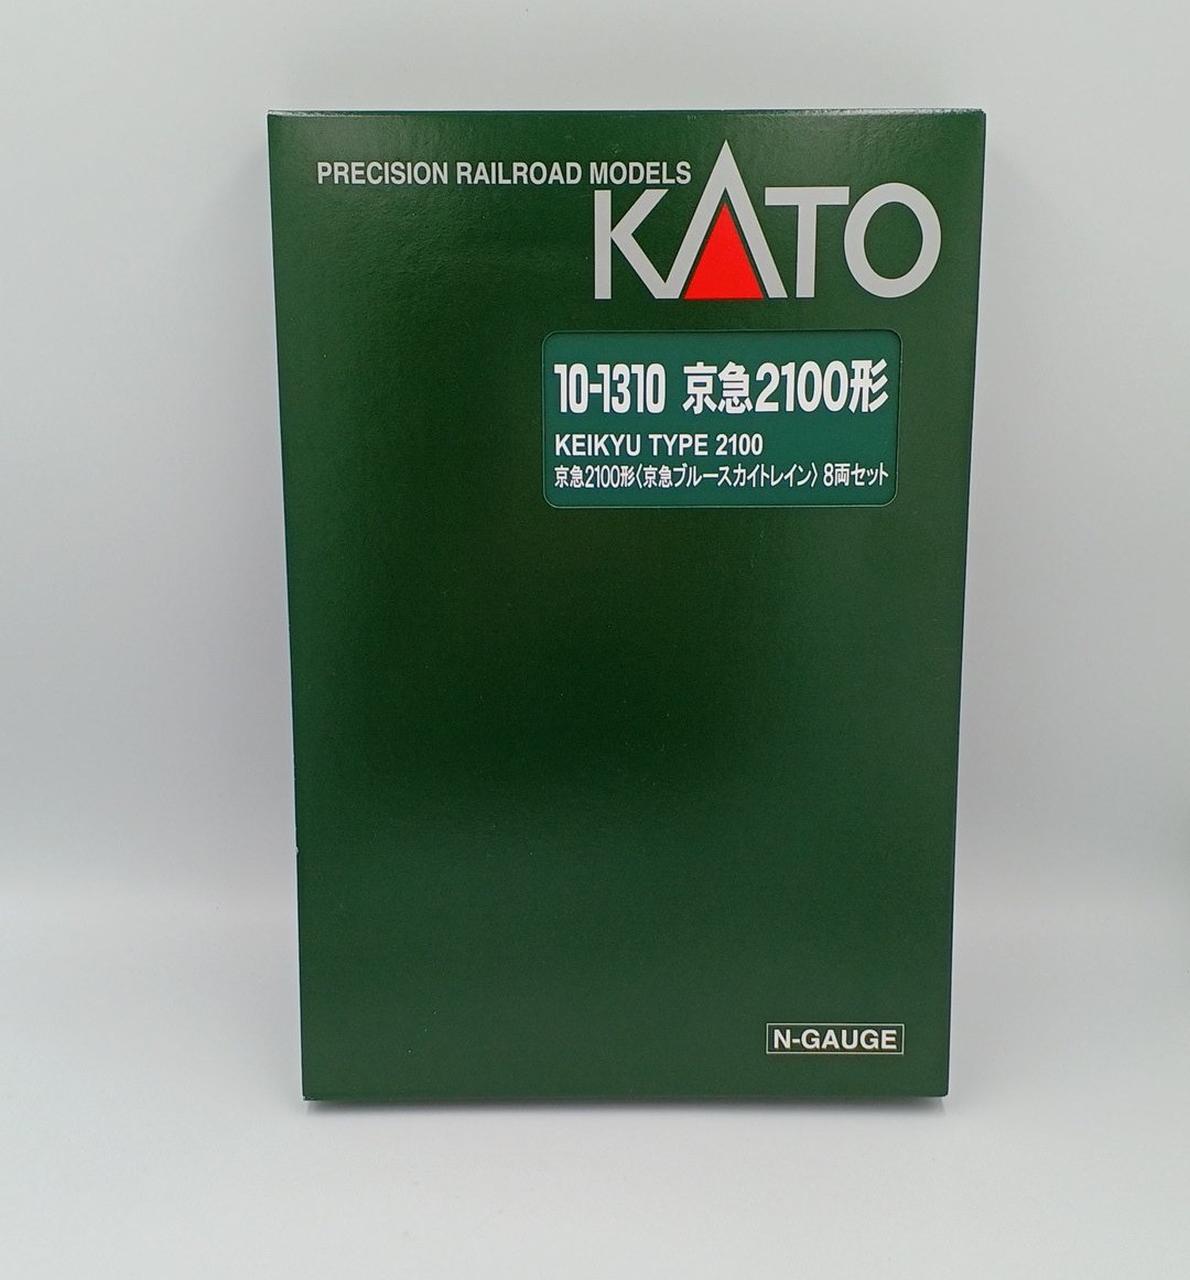 PRECISION RAILROAD MODELS
KATO
10-1310 京急2100形
KEIKYU TYPE 2100
京急2100形〈京急ブルースカイトレイン〉8両セット
N-GAUGE